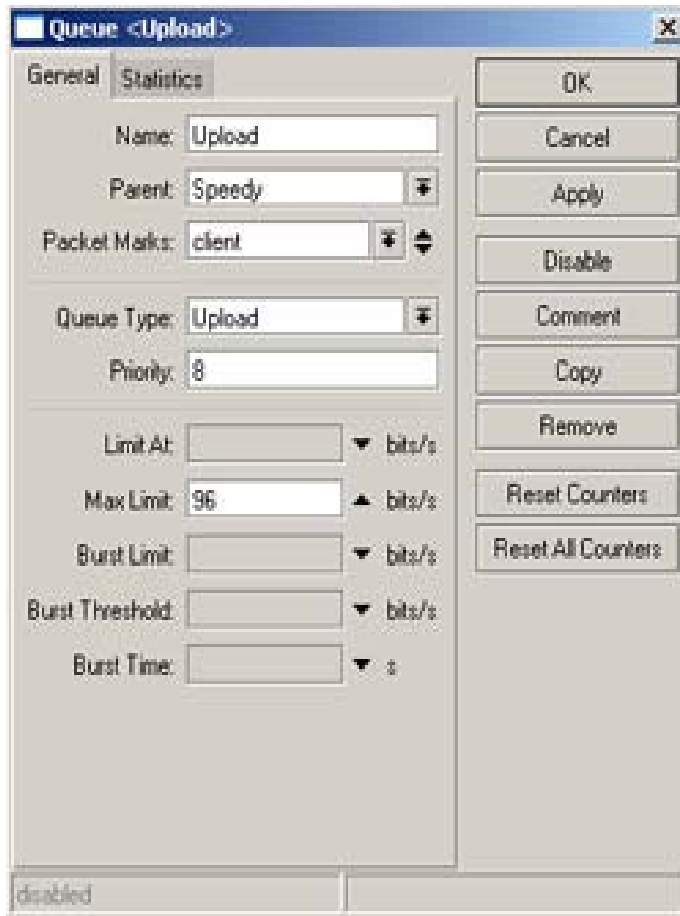 Queue <Upload>
General Statistics
Name: Upload
Parent: Speedy
Packet Marks: client
Queue Type: Upload
Priority: 8
Limit At: bits/s
Max Limit: 96 bits/s
Burst Limit: bits/s
Burst Threshold: bits/s
Burst Time: s
OK
Cancel
Apply
Disable
Comment
Copy
Remove
Reset Counters
Reset All Counters
disabled